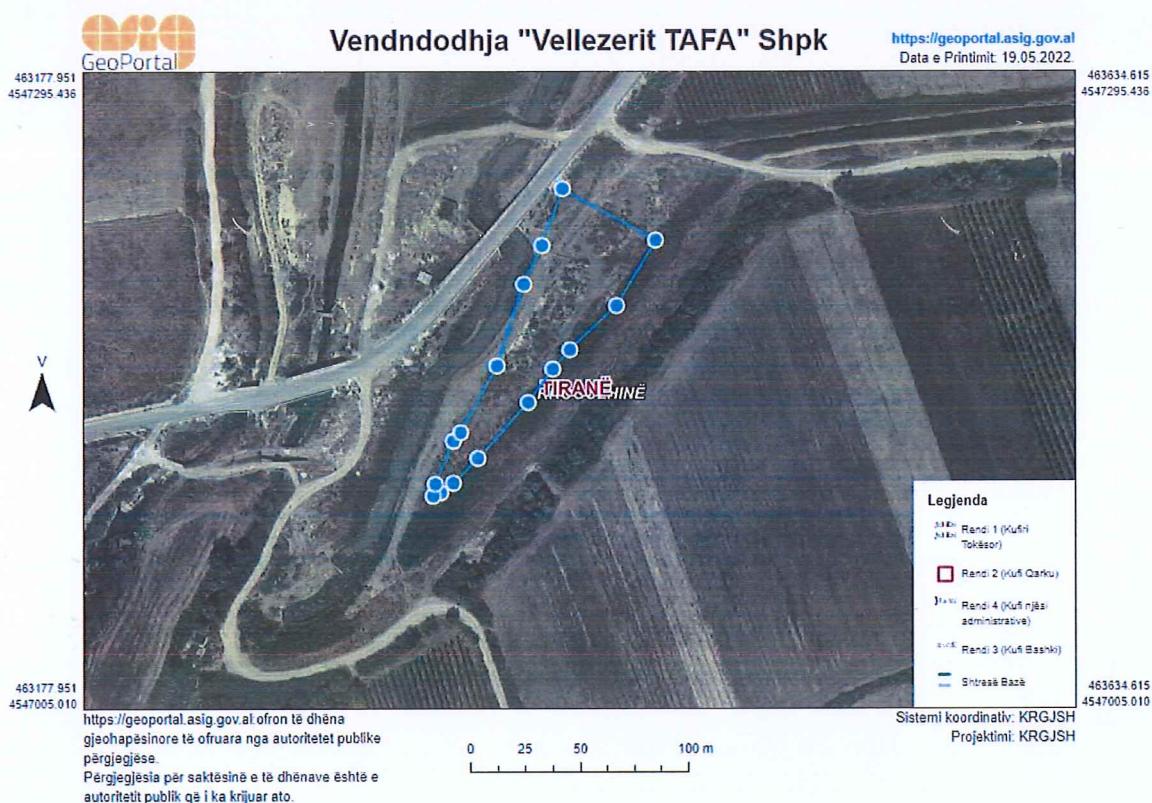 asig
GeoPortal
Vendndodhja "Vellezerit TAFA" Shpk
https://geoportal.asig.gov.al
Data e Printimit: 19.05.2022.
463177.951
4547295.436
463634.615
4547295.436
V
TIRANË
Legjenda
Rendi 1 (Kufiri
Tokësor)
Rendi 2 (Kufi Qarku)
Rendi 4 (Kufi njësi
administrative)
Rendi 3 (Kufi Bashki)
Shtresë Bazë
463177.951
4547005.010
463634.615
4547005.010
https://geoportal.asig.gov.al ofron të dhëna
gjeohapësinore të ofruara nga autoritetet publike
përgjegjëse.
Përgjegjësia për saktësinë e të dhënave është e
autoritetit publik që i ka krijuar ato.
0 25 50 100 m
Sistemi koordinativ: KRGJSH
Projektimi: KRGJSH